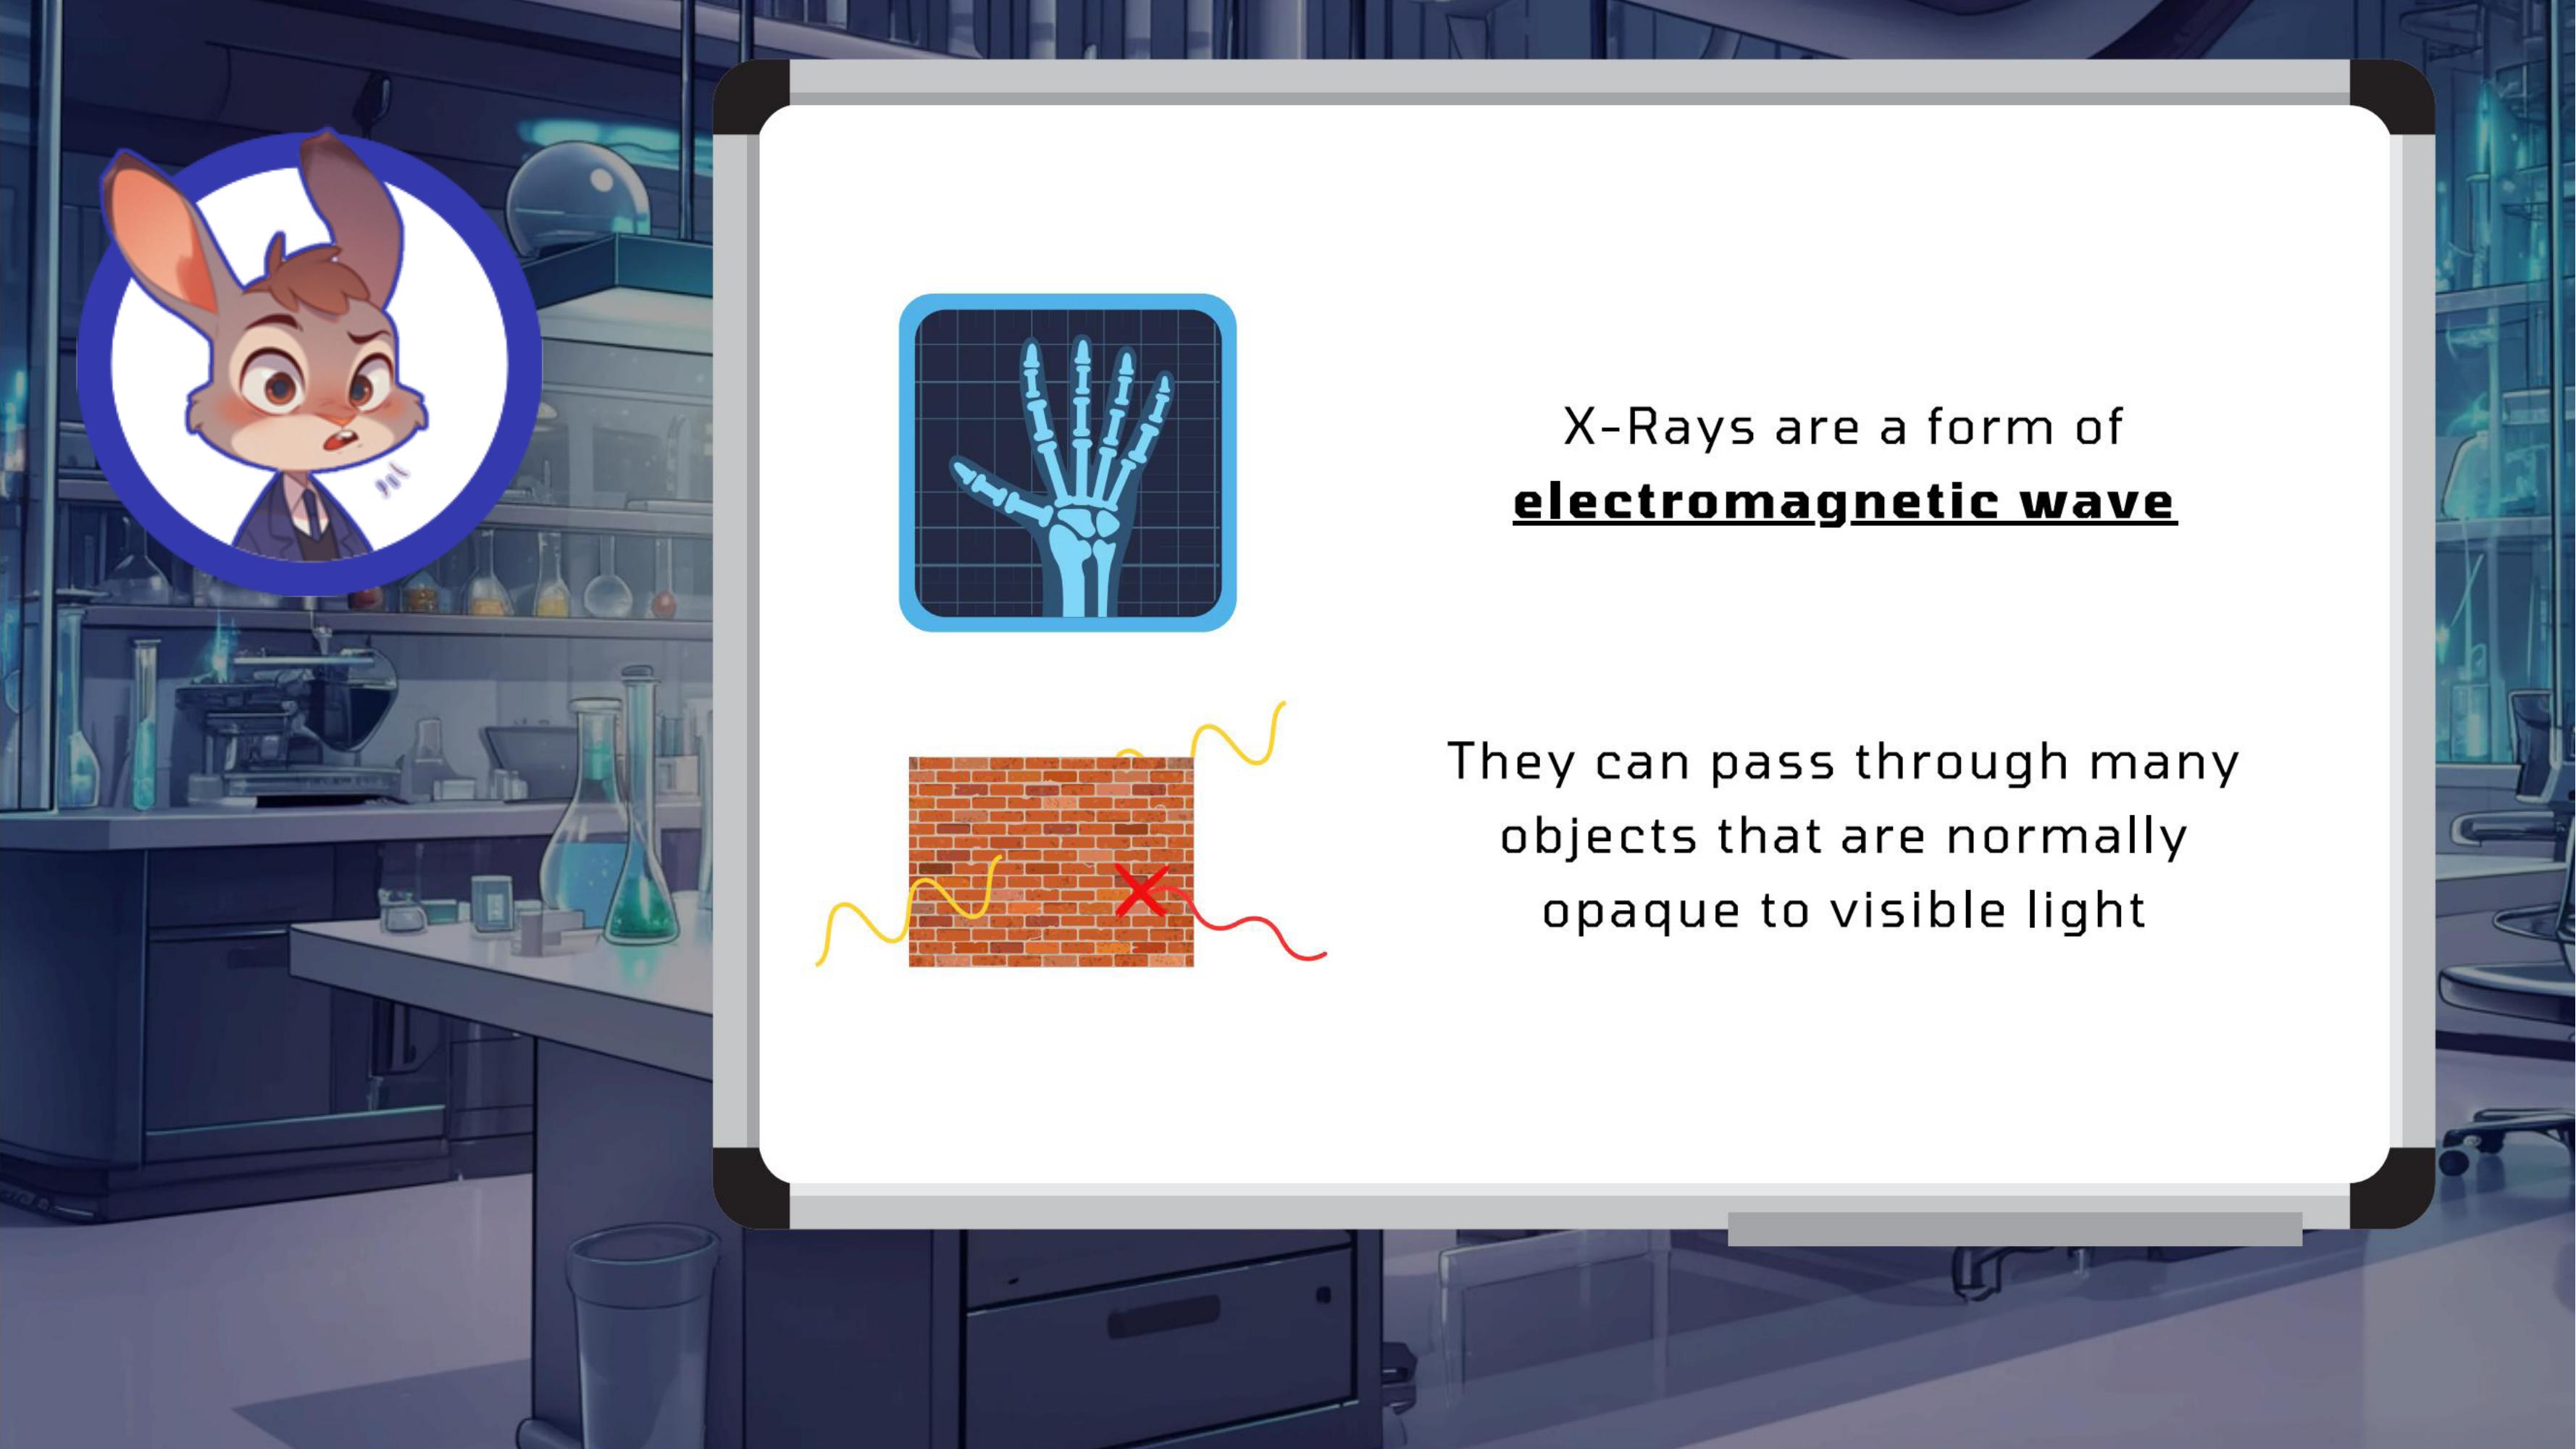 X-Rays are a form of
electromagnetic wave
They can pass through many
objects that are normally
opaque to visible light